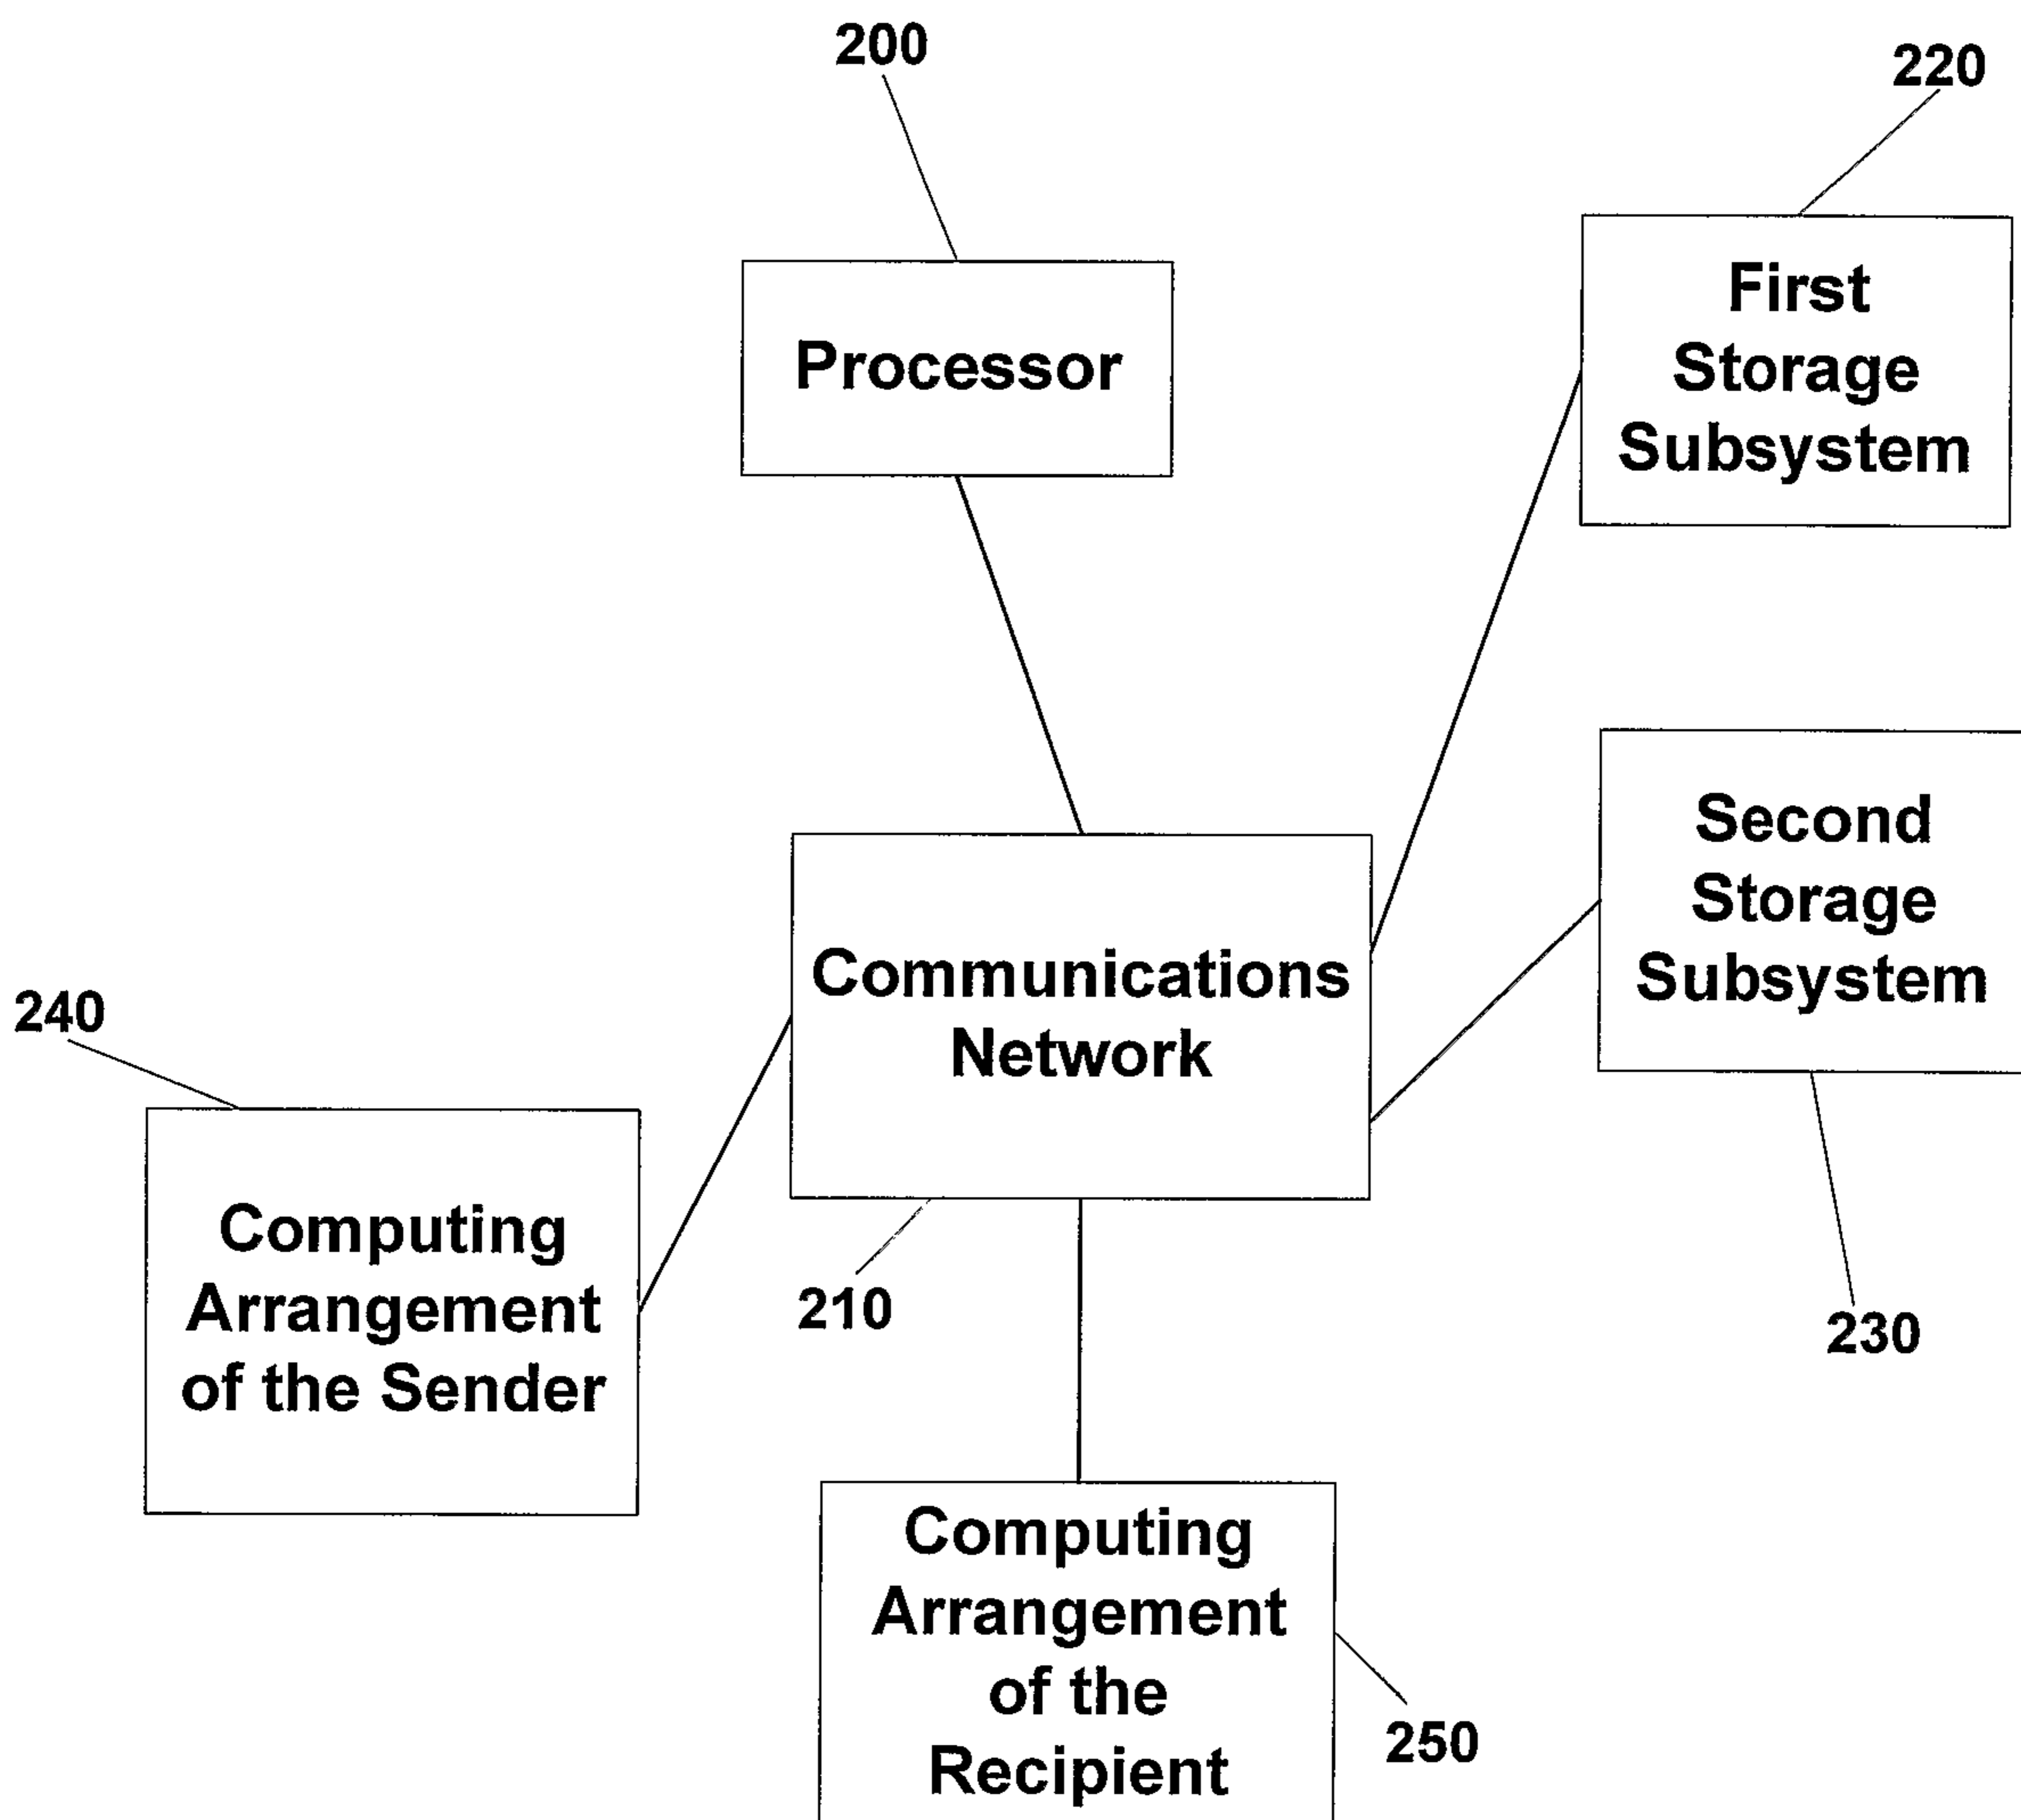 200
220
Processor
First
Storage
Subsystem
Second
Storage
Subsystem
Communications
Network
240
Computing
Arrangement
of the Sender
210
230
Computing
Arrangement
of the
Recipient
250